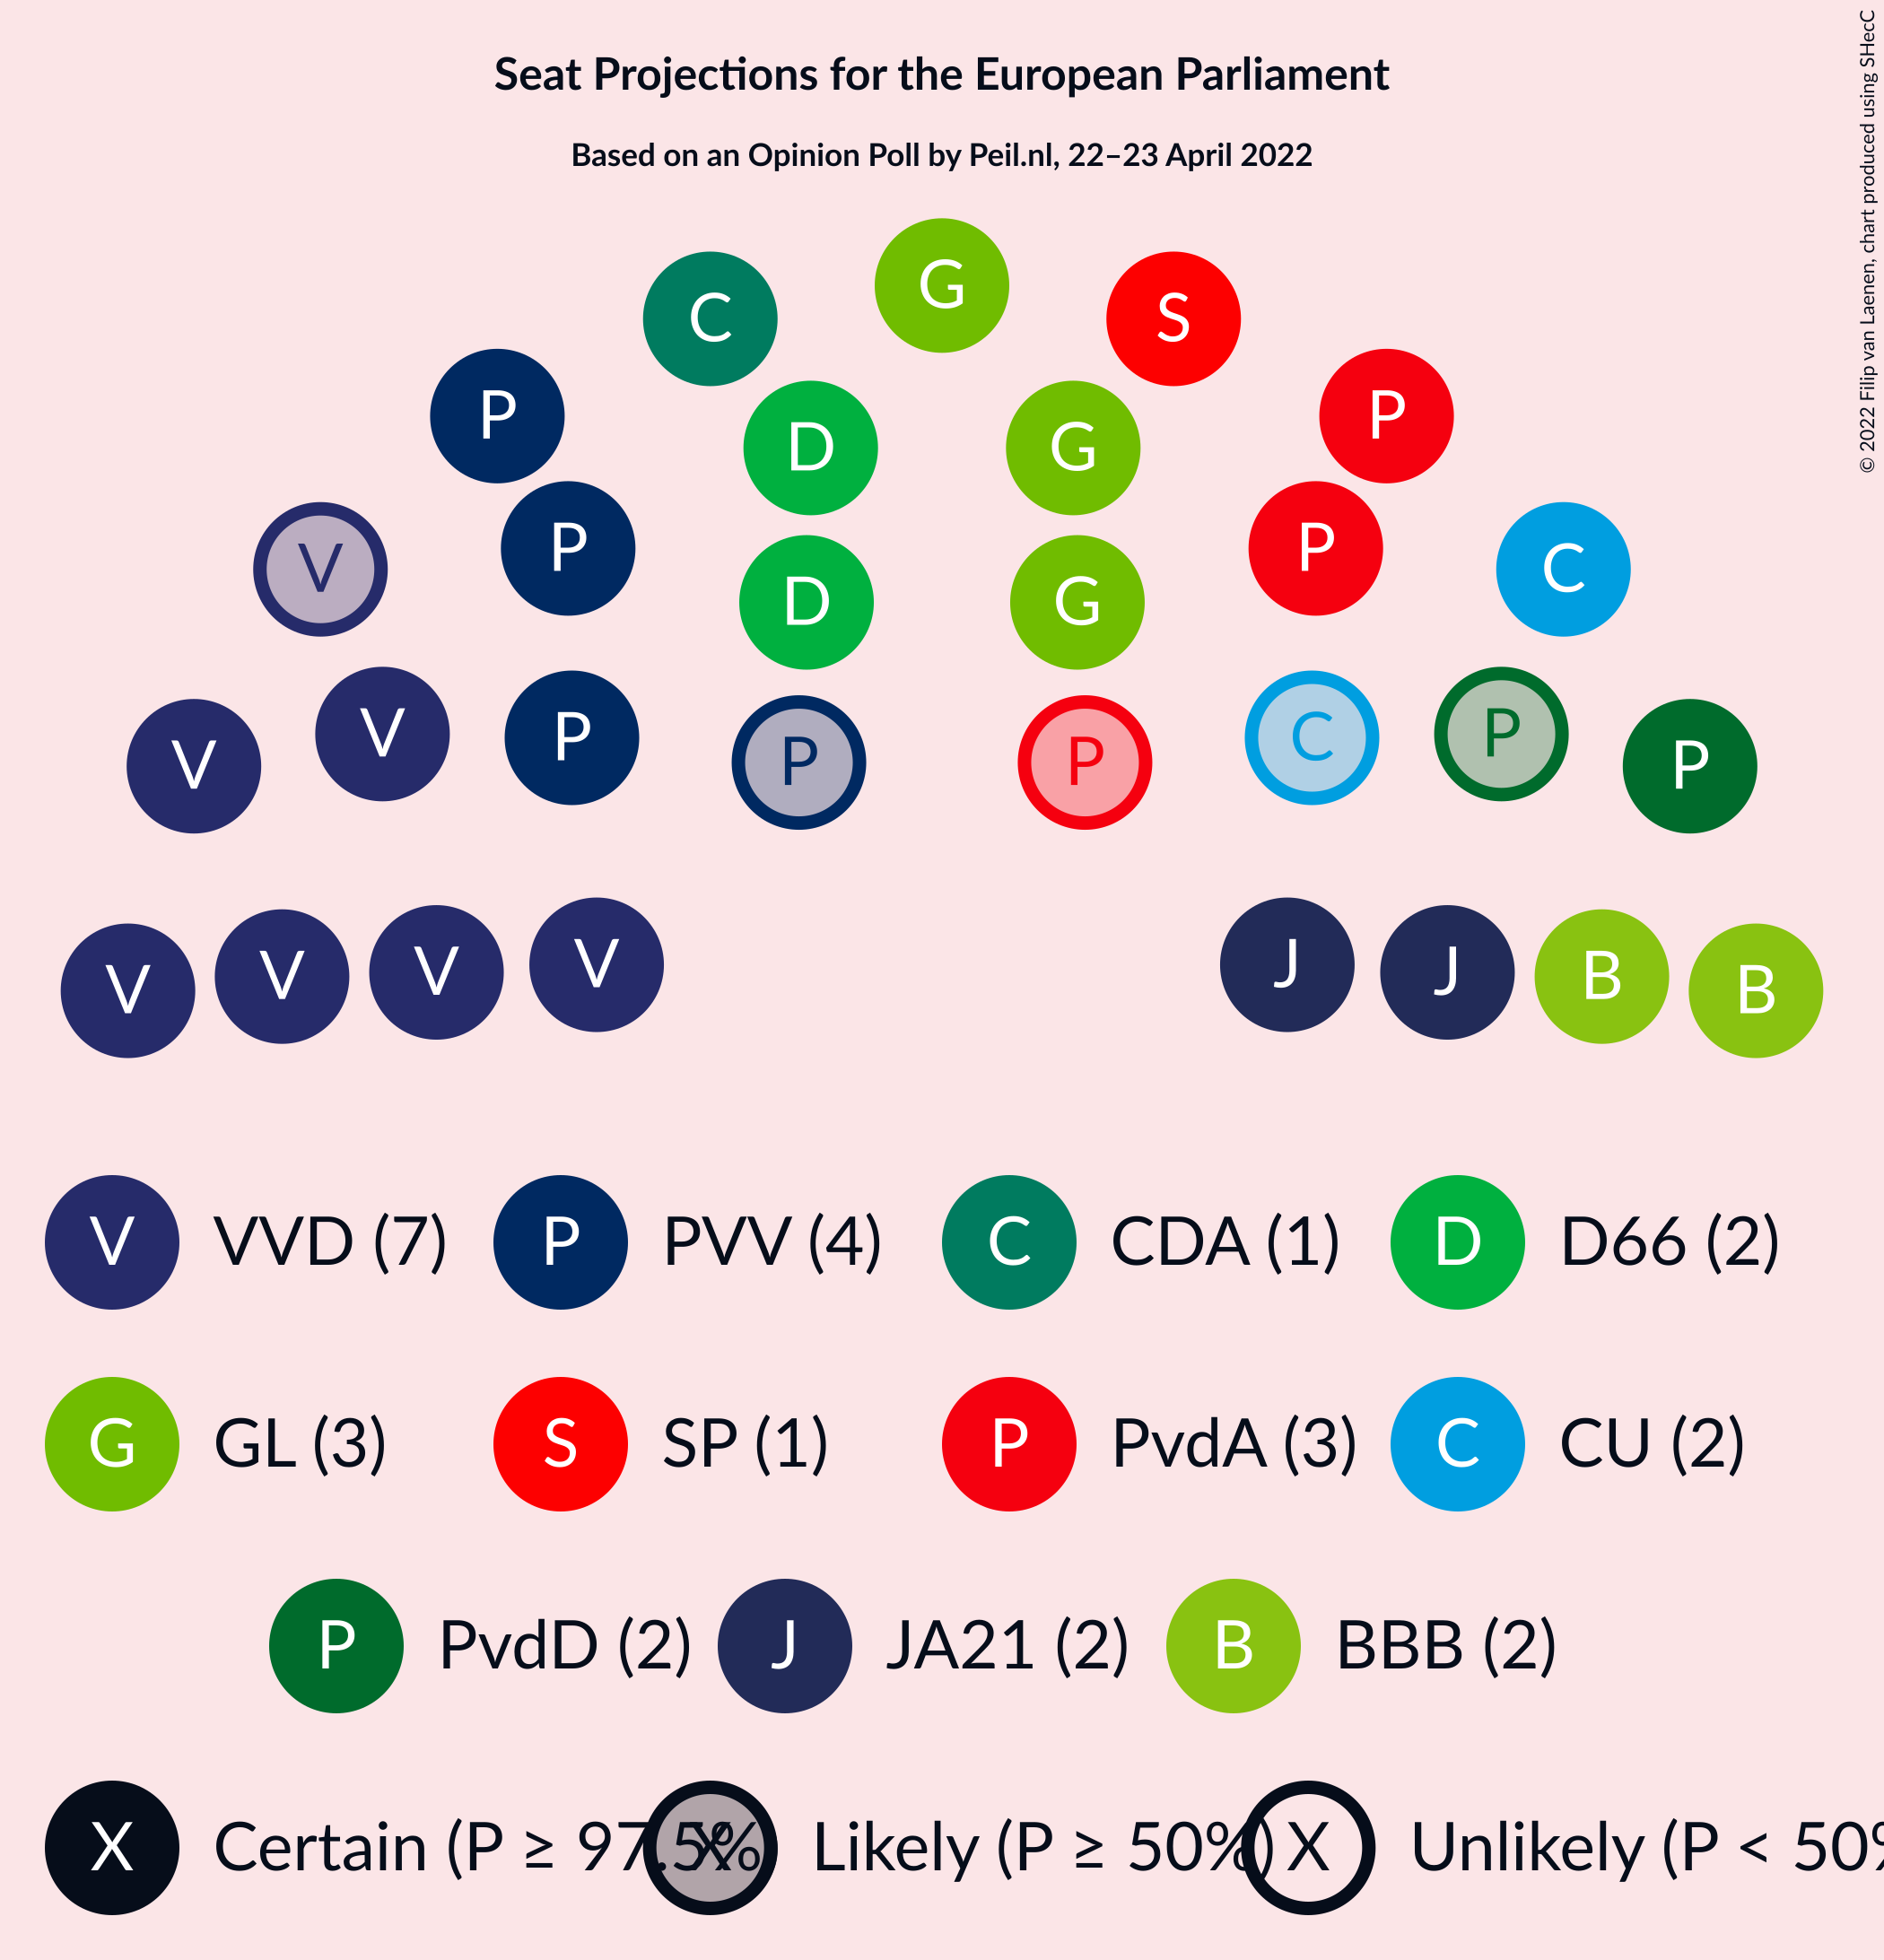 Seat Projections for the European Parliament
Based on an Opinion Poll by Peil.nl, 22–23 April 2022
© 2022 Filip van Laenen, chart produced using SHecC
G
C S
P P
D G
P P
V C
D G
V P
P C
P P
V P
V J
V J
V B
V B
V VVD (7) P PVV (4) C CDA (1) D D66 (2)
G GL (3) S SP (1) P PvdA (3) C CU (2)
P PvdD (2) J JA21 (2) B BBB (2)
X Certain (P ≥ 97.5% X Likely (P ≥ 50%) X Unlikely (P < 50%